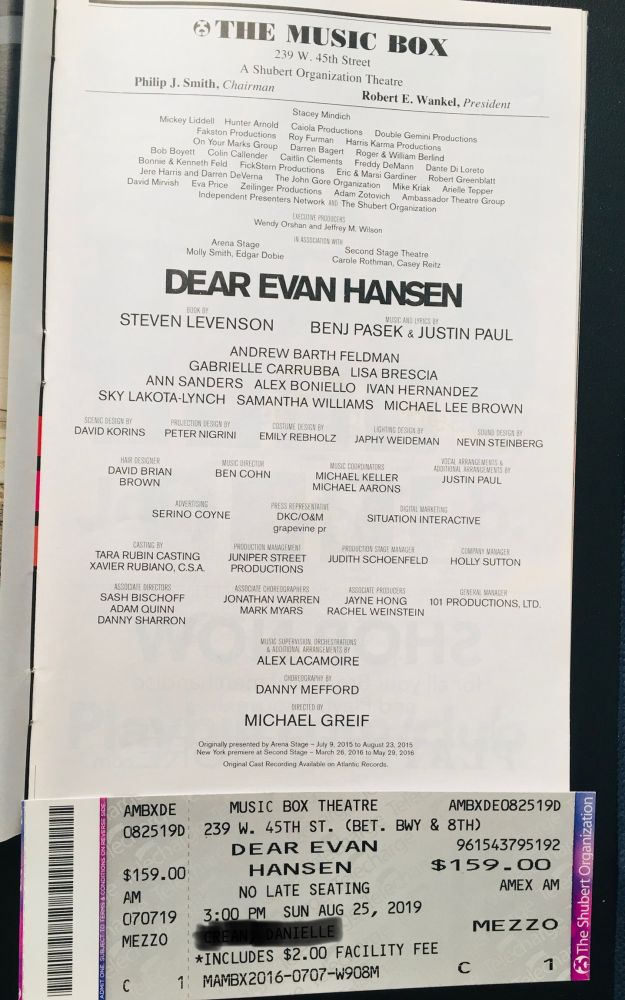 THE MUSIC BOX
239 W. 45th Street
A Shubert Organization Theatre
Philip J. Smith, Chairman Robert E. Wankel, President
Stacey Mindich
Mickey Liddell Hunter Arnold Caiola Productions Double Gemini Productions
Fakston Productions Roy Furman Harris Karma Productions
On Your Marks Group Darren Bagert Roger & William Berlind
Bob Boyett Colin Callender Caitlin Clements Freddy DeMann Dante Di Loreto
Bonnie & Kenneth Feld FickStern Productions Eric & Marsi Gardiner Robert Greenblatt
Jere Harris and Darren DeVerna The John Gore Organization Mike Kriak Arielle Tepper
David Mirvish Eva Price Zeilinger Productions Adam Zotovich Ambassador Theatre Group
Independent Presenters Network AND The Shubert Organization
EXECUTIVE PRODUCERS
Wendy Orshan and Jeffrey M. Wilson
IN ASSOCIATION WITH
Arena Stage Second Stage Theatre
Molly Smith, Edgar Dobie Carole Rothman, Casey Reitz
DEAR EVAN HANSEN
BOOK BY MUSIC AND LYRICS BY
STEVEN LEVENSON BENJ PASEK & JUSTIN PAUL
ANDREW BARTH FELDMAN
GABRIELLE CARRUBBA LISA BRESCIA
ANN SANDERS ALEX BONIELLO IVAN HERNANDEZ
SKY LAKOTA-LYNCH SAMANTHA WILLIAMS MICHAEL LEE BROWN
SCENIC DESIGN BY PROJECTION DESIGN BY COSTUME DESIGN BY LIGHTING DESIGN BY SOUND DESIGN BY
DAVID KORINS PETER NIGRINI EMILY REBHOLZ JAPHY WEIDEMAN NEVIN STEINBERG
HAIR DESIGNER MUSIC DIRECTOR MUSIC COORDINATORS VOCAL ARRANGEMENTS & ADDITIONAL ARRANGEMENTS BY
DAVID BRIAN BROWN BEN COHN MICHAEL KELLER MICHAEL AARONS JUSTIN PAUL
ADVERTISING PRESS REPRESENTATIVE DIGITAL MARKETING
SERINO COYNE DKC/O&M SITUATION INTERACTIVE
grapevine pr
CASTING BY PRODUCTION MANAGEMENT PRODUCTION STAGE MANAGER COMPANY MANAGER
TARA RUBIN CASTING JUNIPER STREET JUDITH SCHOENFELD HOLLY SUTTON
XAVIER RUBIANO, C.S.A. PRODUCTIONS
ASSOCIATE DIRECTORS ASSOCIATE CHOREOGRAPHERS ASSOCIATE PRODUCERS GENERAL MANAGER
SASH BISCHOFF JONATHAN WARREN JAYNE HONG 101 PRODUCTIONS, LTD.
ADAM QUINN MARK MYARS RACHEL WEINSTEIN
DANNY SHARRON
MUSIC SUPERVISION, ORCHESTRATIONS
& ADDITIONAL ARRANGEMENTS BY
ALEX LACAMOIRE
CHOREOGRAPHY BY
DANNY MEFFORD
DIRECTED BY
MICHAEL GREIF
Originally presented by Arena Stage – July 9, 2015 to August 23, 2015
New York premiere at Second Stage – March 26, 2016 to May 29, 2016
Original Cast Recording Available on Atlantic Records.
ADMIT ONE. SUBJECT TO TERMS & CONDITIONS ON REVERSE SIDE.
AMBXDE MUSIC BOX THEATRE AMBXDE082519D
082519D 239 W. 45TH ST. (BET. BWY & 8TH)
DEAR EVAN 961543795192
$159.00 HANSEN $159.00
AM NO LATE SEATING AMEX AM
070719 3:00 PM SUN AUG 25, 2019
MEZZO DANIELLE MEZZO
*INCLUDES $2.00 FACILITY FEE
C 1 MAMBX2016-0707-W908M C 1
The Shubert Organization